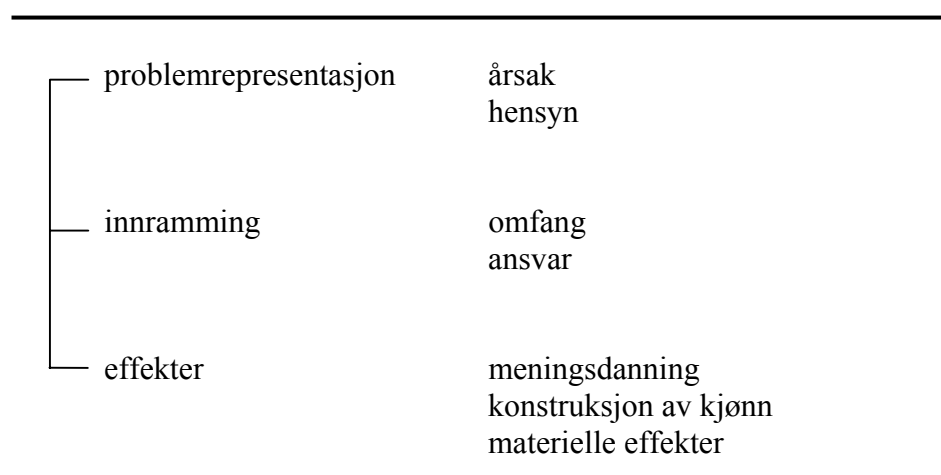 problemrepresentasjon årsak
hensyn
innramming omfang
ansvar
effekter meningsdanning
konstruksjon av kjønn
materielle effekter